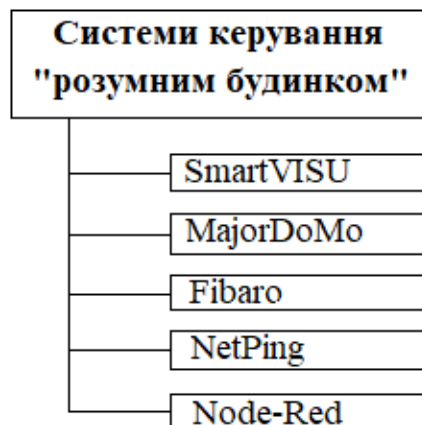 Системи керування
"розумним будинком"
SmartVISU
MajorDoMo
Fibaro
NetPing
Node-Red